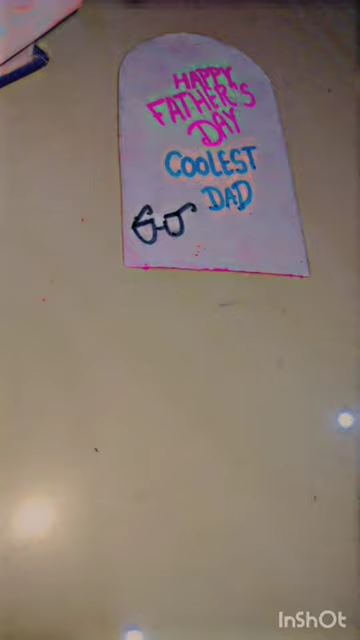 HAPPY
FATHER'S
DAY
COOLEST
DAD
InShOt